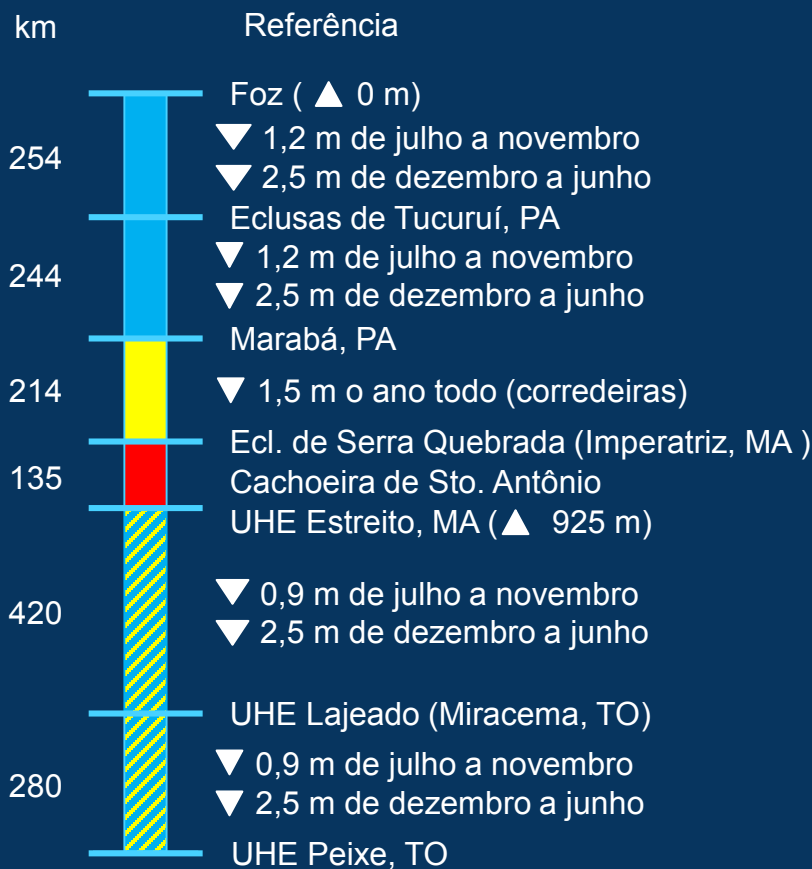 km Referência
Foz ( ▲ 0 m)
▼ 1,2 m de julho a novembro
254
▼ 2,5 m de dezembro a junho
Eclusas de Tucuruí, PA
▼ 1,2 m de julho a novembro
244
▼ 2,5 m de dezembro a junho
Marabá, PA
214 ▼ 1,5 m o ano todo (corredeiras)
Ecl. de Serra Quebrada (Imperatriz, MA )
135 Cachoeira de Sto. Antônio
UHE Estreito, MA (▲ 925 m)
▼ 0,9 m de julho a novembro
420
▼ 2,5 m de dezembro a junho
UHE Lajeado (Miracema, TO)
▼ 0,9 m de julho a novembro
280
▼ 2,5 m de dezembro a junho
UHE Peixe, TO